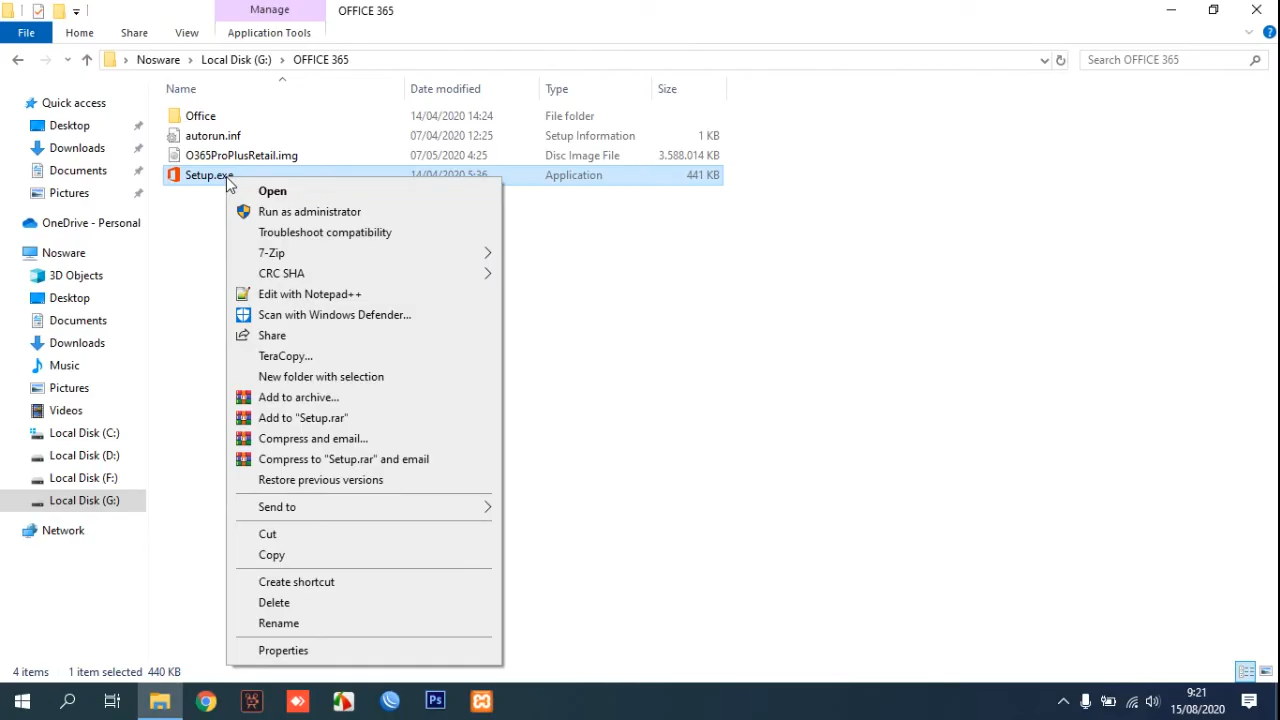 Manage
OFFICE 365
File
Home
Share
View
Application Tools
Nosware
Local Disk (G:)
OFFICE 365
Search OFFICE 365
Name
Date modified
Type
Size
Office
14/04/2020 14:24
File folder
autorun.inf
07/04/2020 12:25
Setup Information
1 KB
O365ProPlusRetail.img
07/05/2020 4:25
Disc Image File
3.588.014 KB
Setup.exe
14/04/2020 5:36
Application
441 KB
Quick access
Desktop
Downloads
Documents
Pictures
OneDrive - Personal
Nosware
3D Objects
Desktop
Documents
Downloads
Music
Pictures
Videos
Local Disk (C:)
Local Disk (D:)
Local Disk (F:)
Local Disk (G:)
Network
Open
Run as administrator
Troubleshoot compatibility
7-Zip
CRC SHA
Edit with Notepad++
Scan with Windows Defender...
Share
TeraCopy...
New folder with selection
Add to archive...
Add to "Setup.rar"
Compress and email...
Compress to "Setup.rar" and email
Restore previous versions
Send to
Cut
Copy
Create shortcut
Delete
Rename
Properties
4 items
1 item selected 440 KB
Ps
9:21
15/08/2020